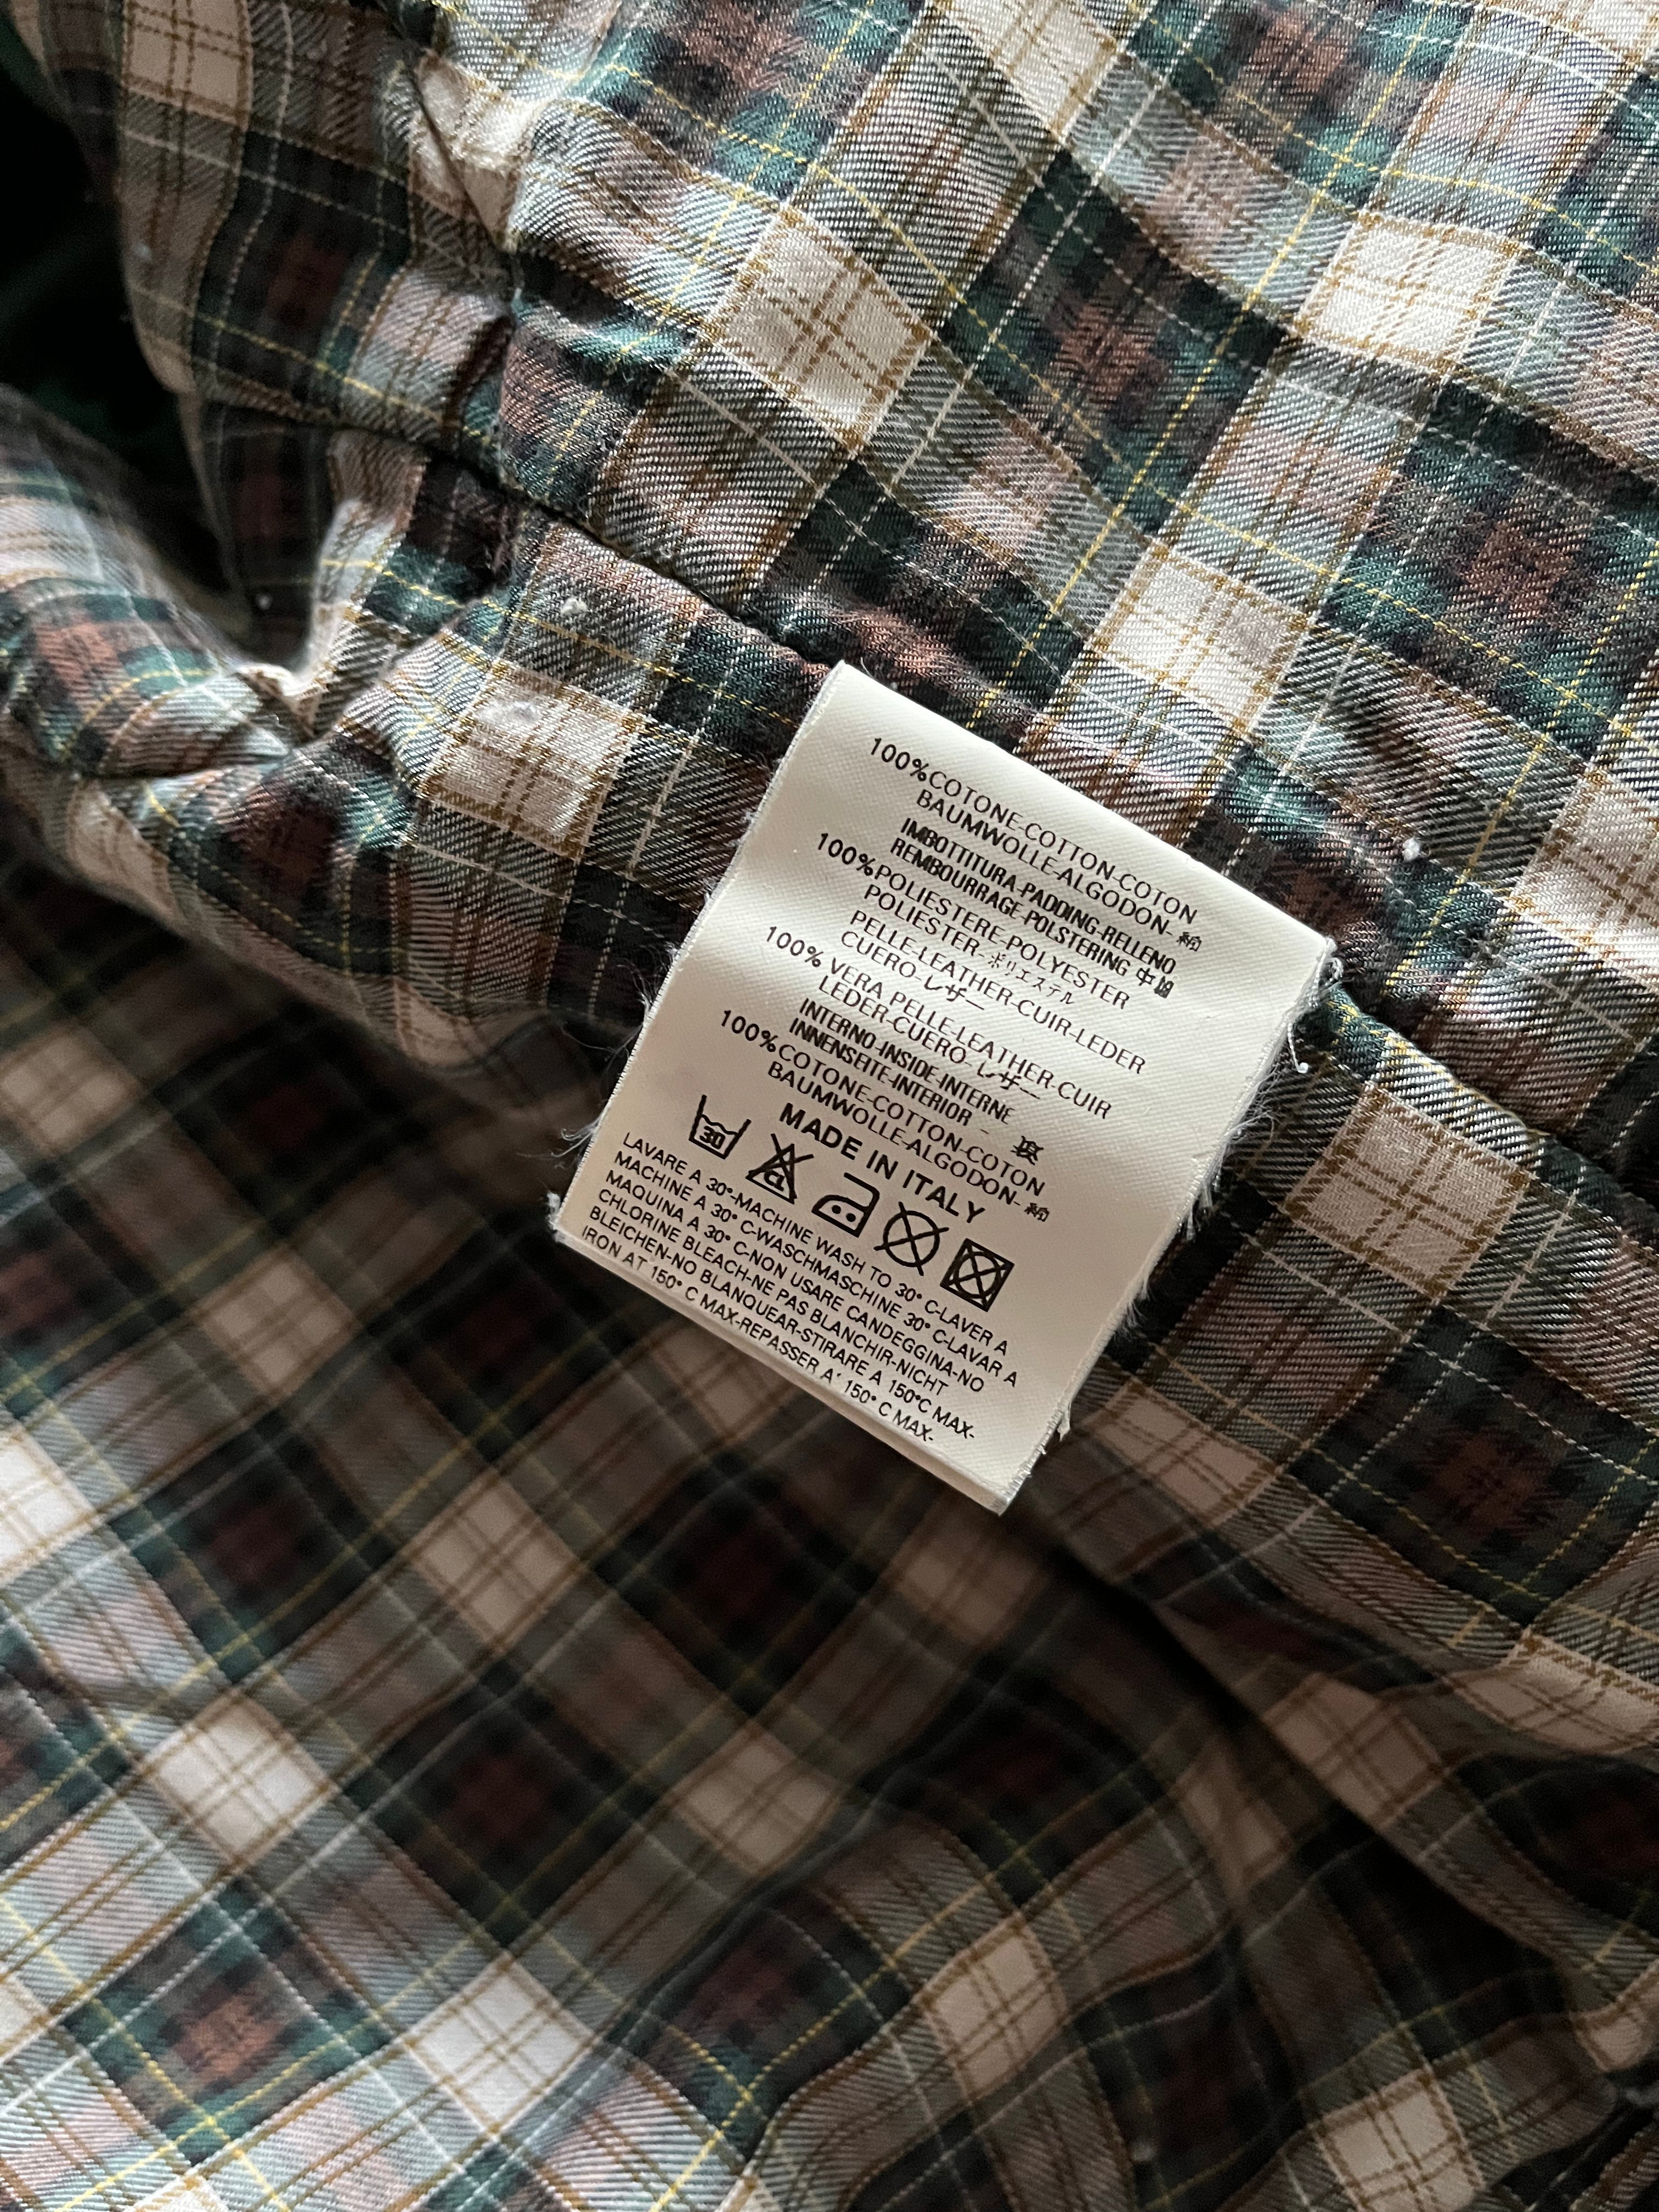 100%COTONE-COTTON-COTON
BAUMWOLLE-ALGODON-綿
IMBOTTITURA-PADDING-RELLENO
REMBOURRAGE-POLSTERING 中綿
100%POLIESTERE-POLYESTER
POLIESTER-ポリエステル
PELLE-LEATHER-CUIR-LEDER
CUERO-レザー
100% VERA PELLE-LEATHER-CUIR
LEDER-CUERO-レザー
INTERNO-INSIDE-INTERNE
INNENSEITE-INTERIOR - 裏
100%COTONE-COTTON-COTON
BAUMWOLLE-ALGODON-綿
MADE IN ITALY
30 CL
LAVARE A 30°-MACHINE WASH TO 30° C-LAVER A
MACHINE A 30° C-WASCHMASCHINE 30° C-LAVAR A
MAQUINA A 30° C-NON USARE CANDEGGINA-NO
CHLORINE BLEACH-NE PAS BLANCHIR-NICHT
BLEICHEN-NO BLANQUEAR-STIRARE A 150°C MAX-
IRON AT 150° C MAX-REPASSER A' 150° C MAX-